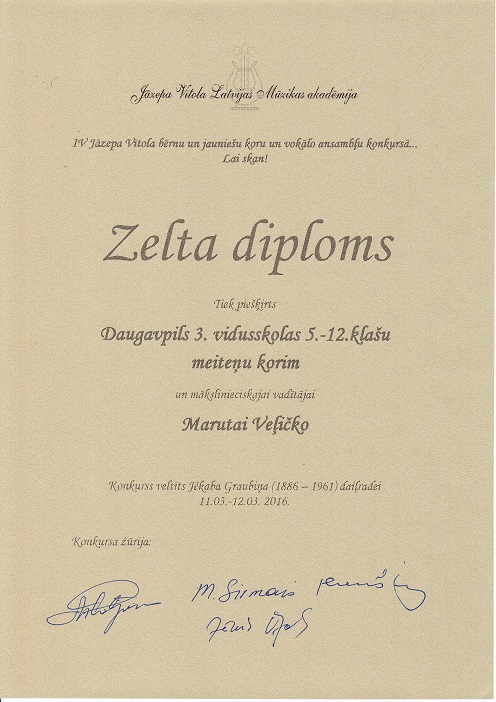 Jāzepa Vītola Latvijas Mūzikas akadēmija
IV Jāzepa Vītola bērnu un jauniešu koru un vokālo ansambļu konkursā...
Lai skan!
Zelta diploms
Tiek piešķirts
Daugavpils 3. vidusskolas 5.-12.klašu
meiteņu korim
un mākslinieciskajai vadītājai
Marutai Veļičko
Konkurss veltīts Jēkaba Graubiņa (1886 – 1961) daiļradei
11.03.-12.03. 2016.
Konkursa žūrija:
M. Sirmais